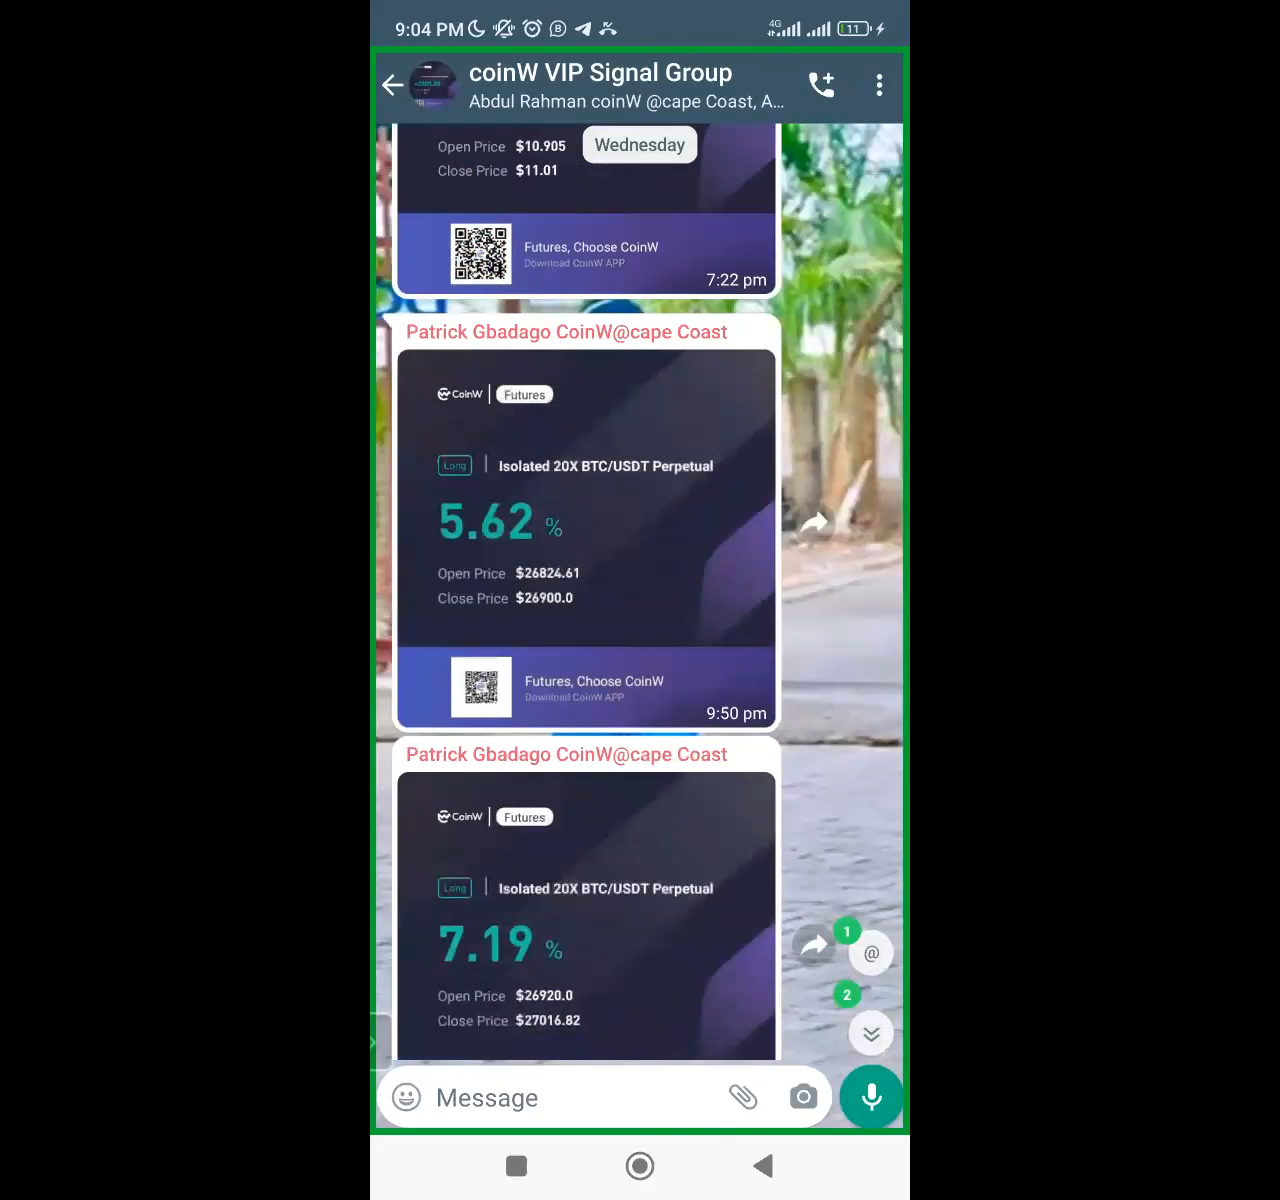 9:04 PM
4G
11
coinW VIP Signal Group
Abdul Rahman coinW @cape Coast, A...
Wednesday
Open Price $10.905
Close Price $11.01
Futures, Choose CoinW
Download CoinW APP
7:22 pm
Patrick Gbadago CoinW@cape Coast
CoinW | Futures
Long | Isolated 20X BTC/USDT Perpetual
5.62 %
Open Price $26824.61
Close Price $26900.0
Futures, Choose CoinW
Download CoinW APP
9:50 pm
Patrick Gbadago CoinW@cape Coast
CoinW | Futures
Long | Isolated 20X BTC/USDT Perpetual
7.19 %
1
@
Open Price $26920.0
2
Close Price $27016.82
Message